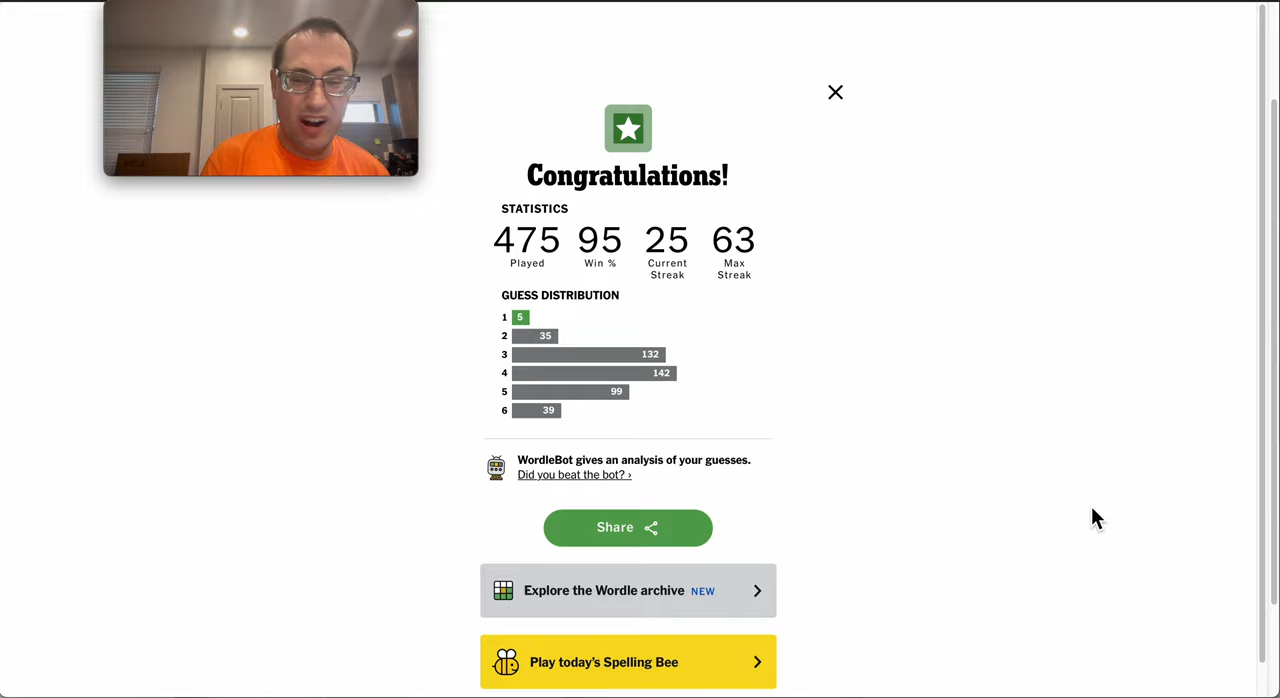 Congratulations!
STATISTICS
475 95 25 63
Played Win % Current Streak Max Streak
GUESS DISTRIBUTION
1 5
2 35
3 132
4 142
5 99
6 39
WordleBot gives an analysis of your guesses.
Did you beat the bot? ›
Share
Explore the Wordle archive NEW
Play today's Spelling Bee